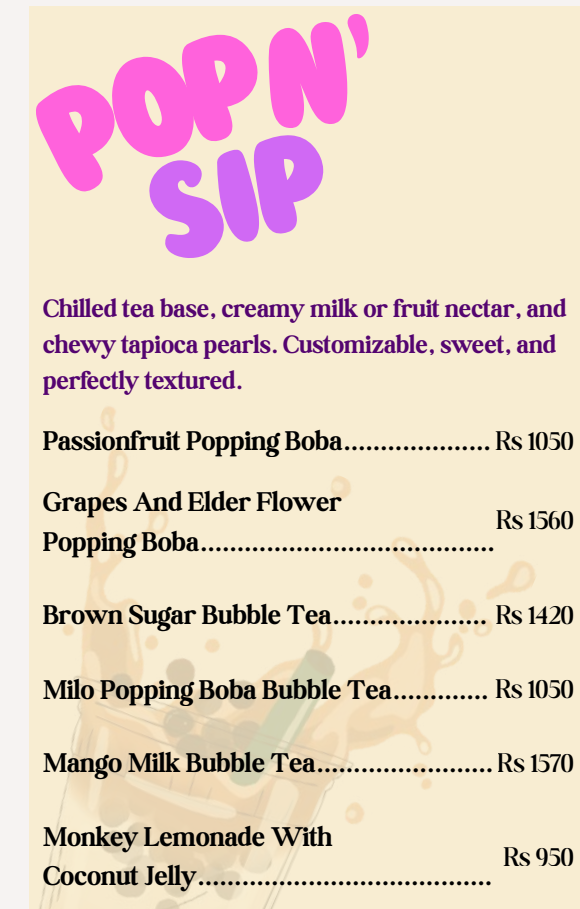 POP N'
SIP
Chilled tea base, creamy milk or fruit nectar, and
chewy tapioca pearls. Customizable, sweet, and
perfectly textured.
Passionfruit Popping Boba................... Rs 1050
Grapes And Elder Flower
Popping Boba...................................... Rs 1560
Brown Sugar Bubble Tea.................... Rs 1420
Milo Popping Boba Bubble Tea............. Rs 1050
Mango Milk Bubble Tea....................... Rs 1570
Monkey Lemonade With
Coconut Jelly...................................... Rs 950